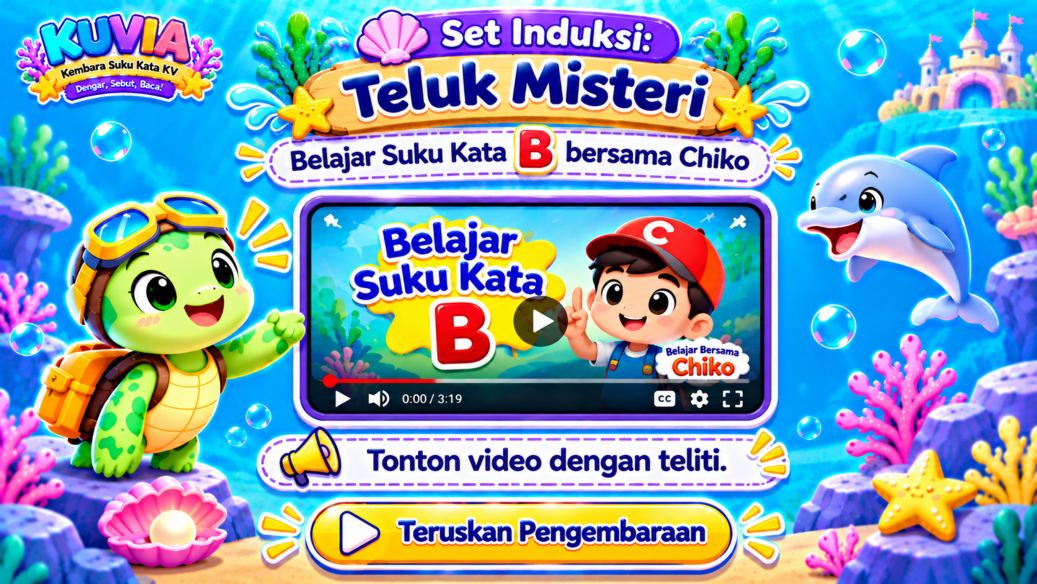 KUVIA
Kembara Suku Kata KV
Dengar, Sebut, Baca!
Set Induksi:
Teluk Misteri
Belajar Suku Kata B bersama Chiko
Belajar
Suku Kata
B
C
Belajar Bersama
Chiko
0:00 / 3:19
CC
Tonton video dengan teliti.
Teruskan Pengembaraan